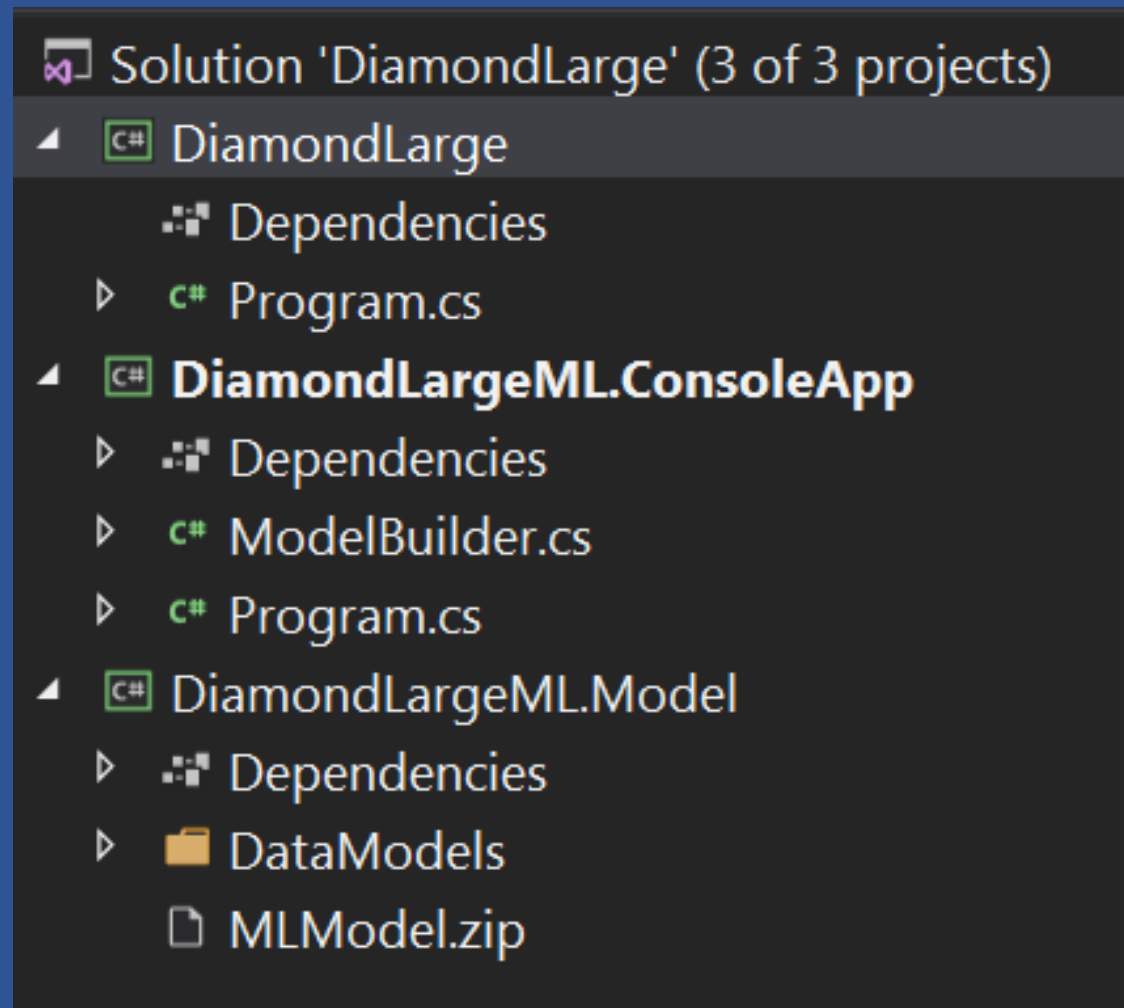 Solution 'DiamondLarge' (3 of 3 projects)
C# DiamondLarge
Dependencies
C# Program.cs
C# DiamondLargeML.ConsoleApp
Dependencies
C# ModelBuilder.cs
C# Program.cs
C# DiamondLargeML.Model
Dependencies
DataModels
MLModel.zip